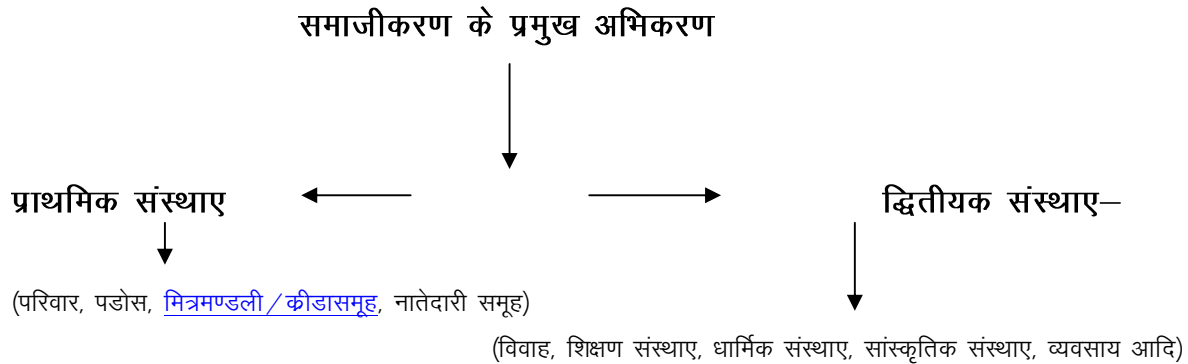 समाजीकरण के प्रमुख अभिकरण
प्राथमिक संस्थाए
द्वितीयक संस्थाए–
(परिवार, पडोस, मित्रमण्डली/क्रीडासमूह, नातेदारी समूह)
(विवाह, शिक्षण संस्थाए, धार्मिक संस्थाए, सांस्कृतिक संस्थाए, व्यवसाय आदि)